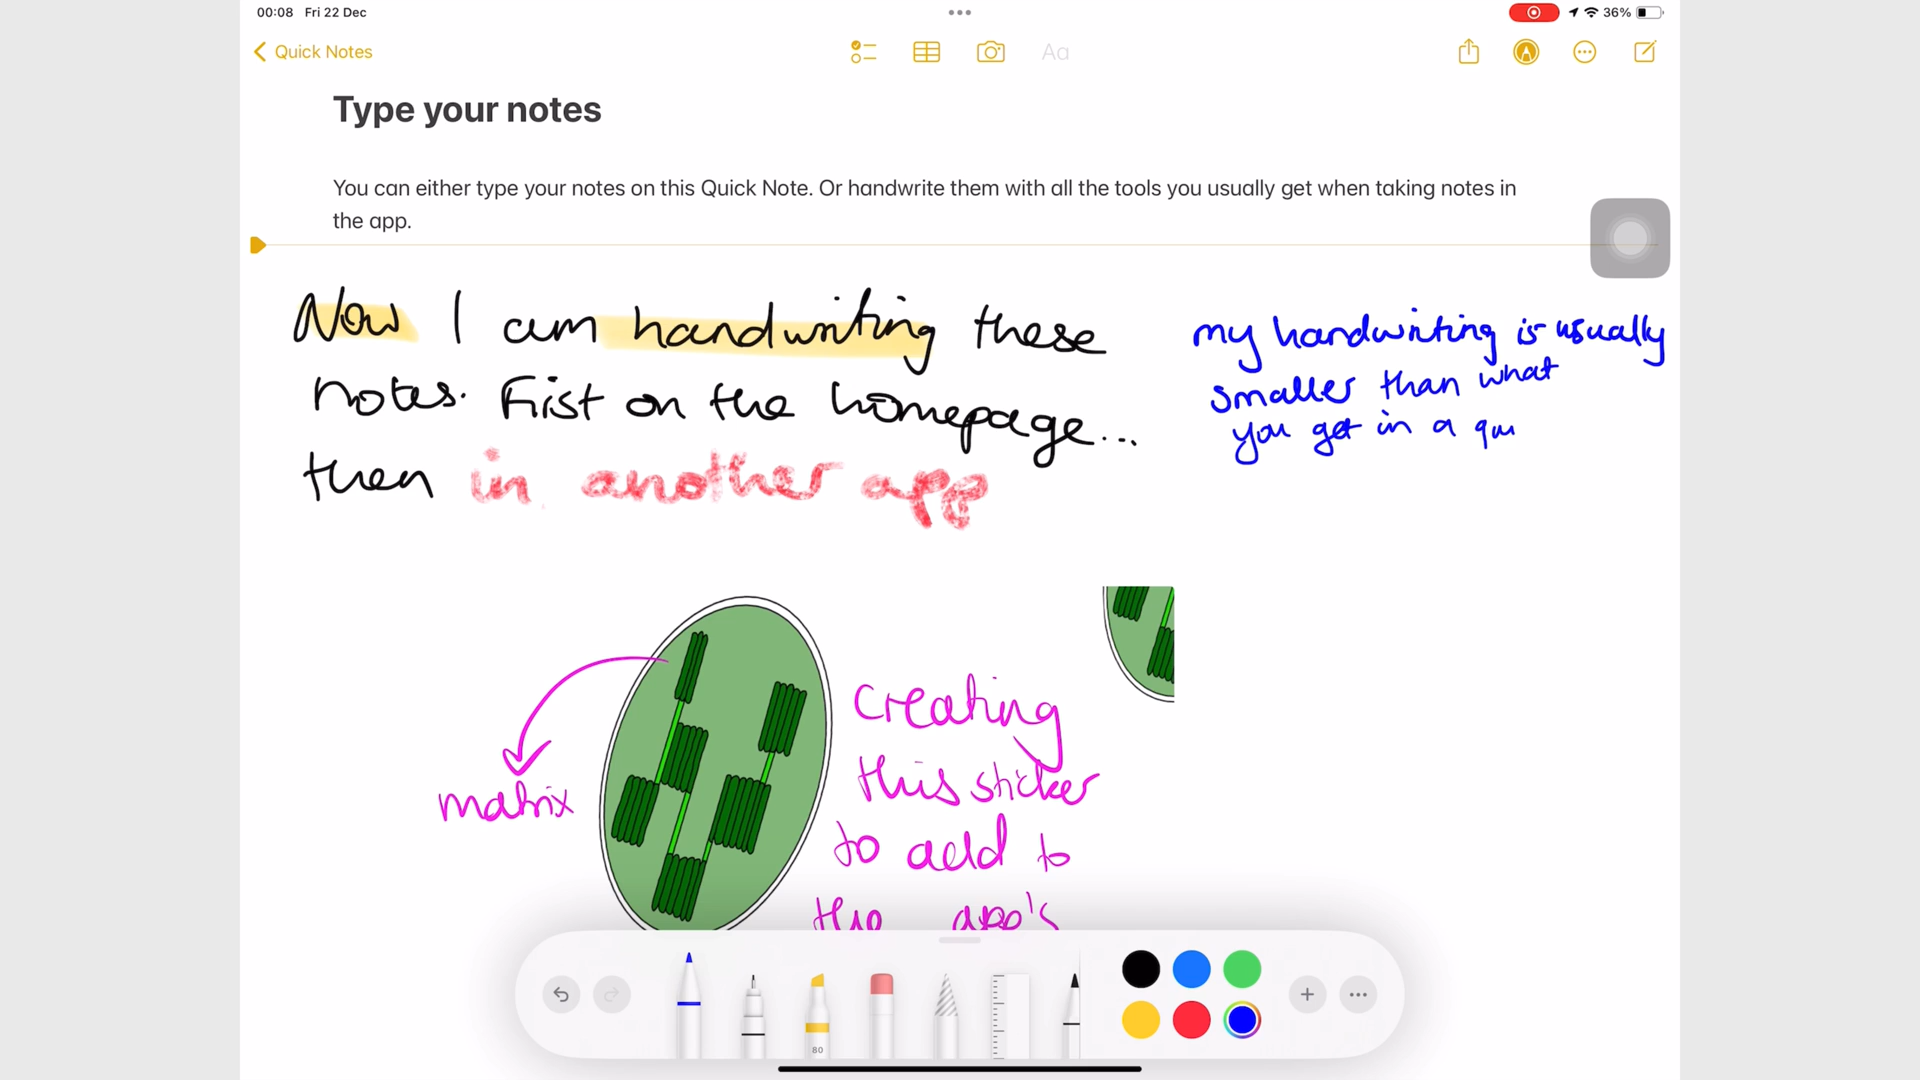 00:08 Fri 22 Dec
36%
Quick Notes
Aa
Type your notes
You can either type your notes on this Quick Note. Or handwrite them with all the tools you usually get when taking notes in
the app.
Now I am handwriting these
notes. First on the homepage...
then in another app
my handwriting is usually
smaller than what
you get in a qu
matrix
Creating
this sticker
to add to
the app's
80